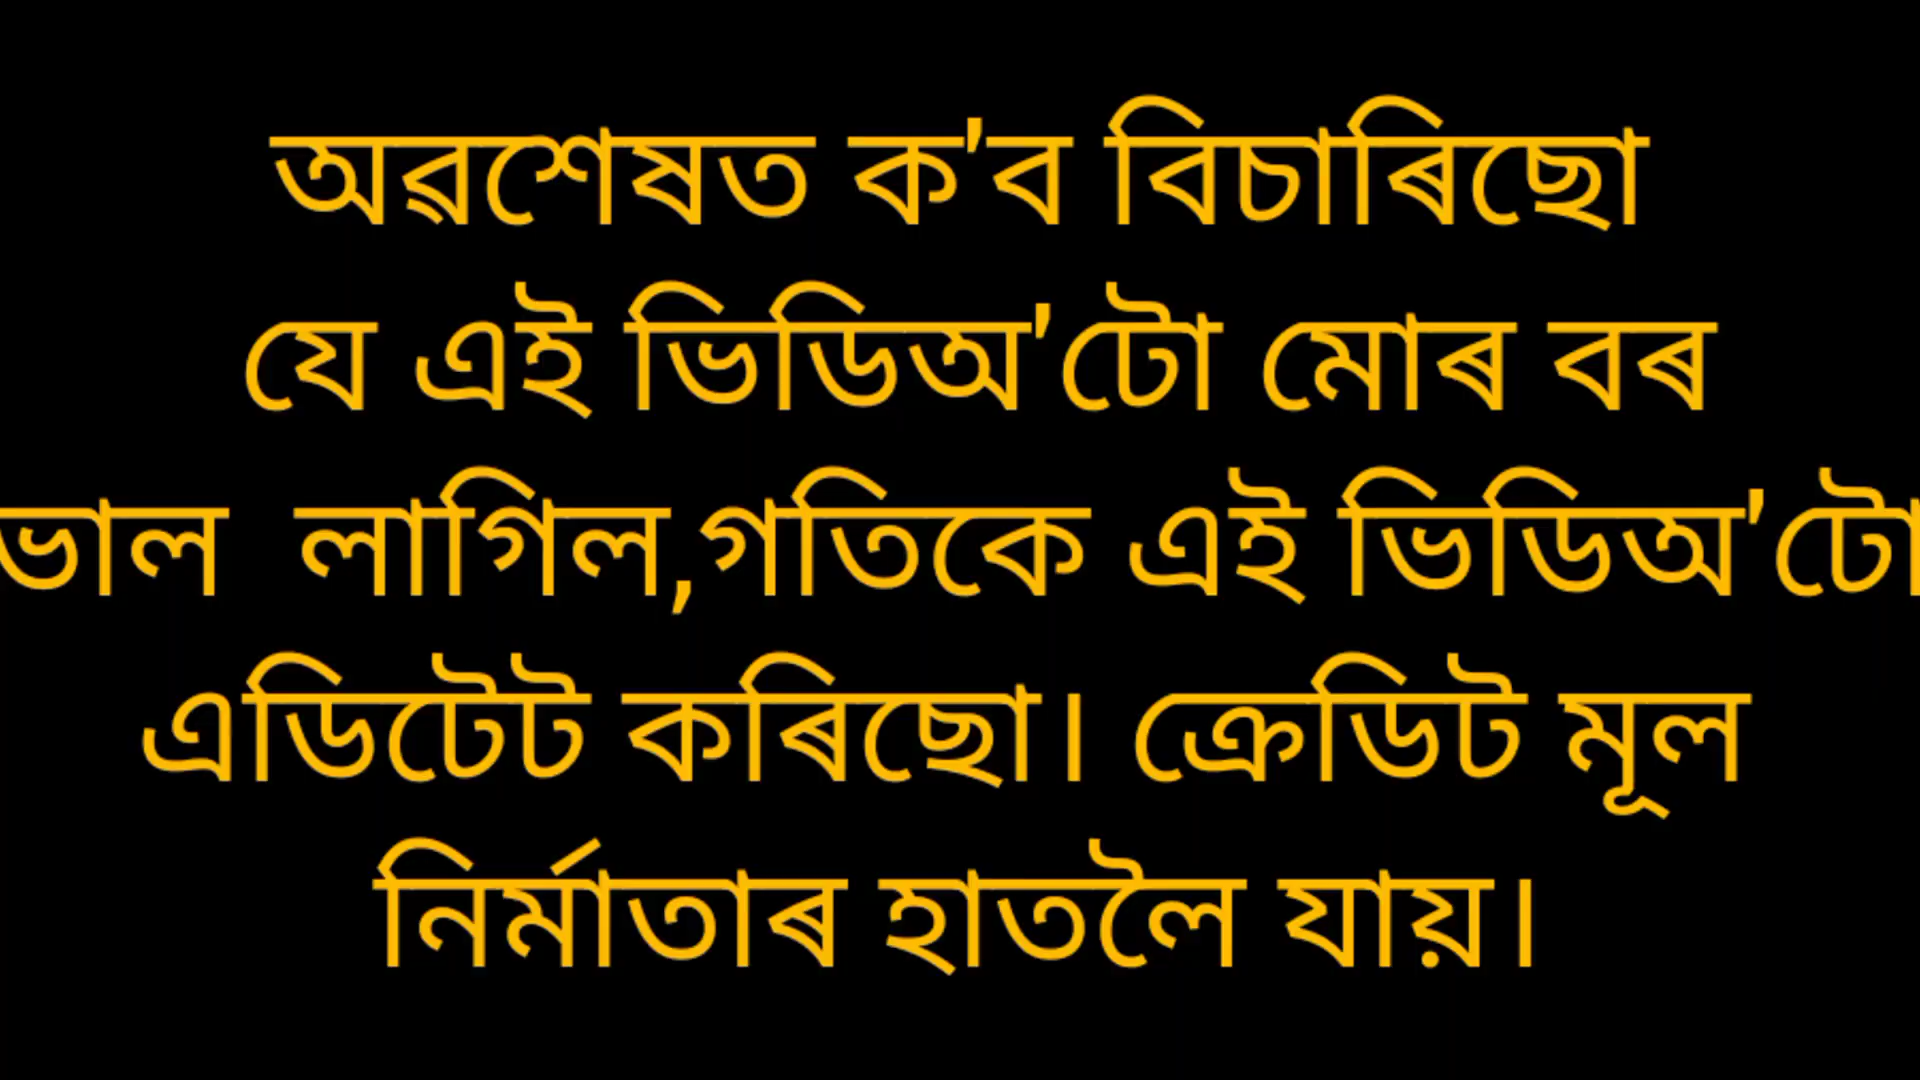 অৱশেষত ক'ব বিচাৰিছো
যে এই ভিডিঅ'টো মোৰ বৰ
ভাল  লাগিল,গতিকে এই ভিডিঅ'টো
এডিটেট কৰিছো। ক্ৰেডিট মূল
নিৰ্মাতাৰ হাতলৈ যায়।